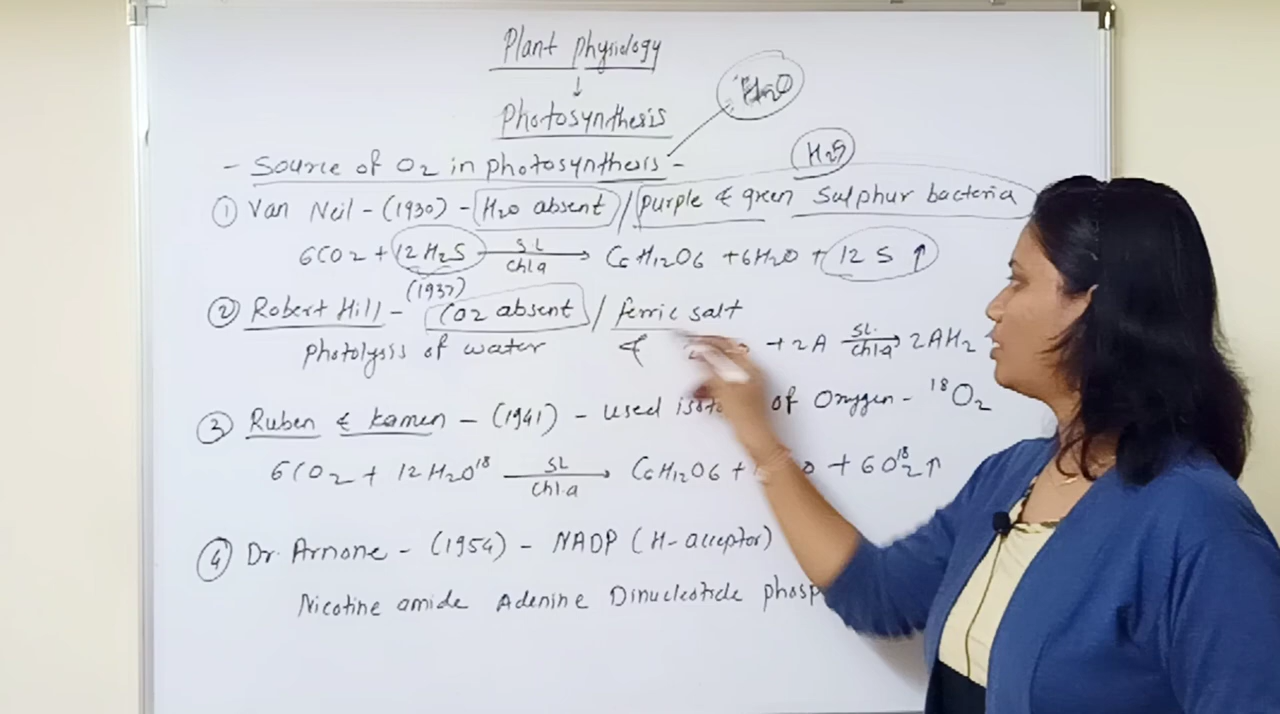 Plant physiology
↓
Photosynthesis
H2O
- Source of O2 in photosynthesis -
H2S
① Van Neil - (1930) - H2O absent / purple & green Sulphur bacteria
6CO2 + 12H2S SL Chl a → C6H12O6 + 6H2O + 12 S ↑
(1937)
② Robert Hill - CO2 absent / ferric salt
Photolysis of water + 2A SL. Chl.a → 2AH2
③ Ruben & Kamen - (1941) - Used of Oxygen - 18O2
6CO2 + 12H2O18 SL Chl.a → C6H12O6 + + 6O182 ↑
④ Dr. Arnone - (1954) - NADP (H-acceptor)
Nicotine amide Adenine Dinucleotide